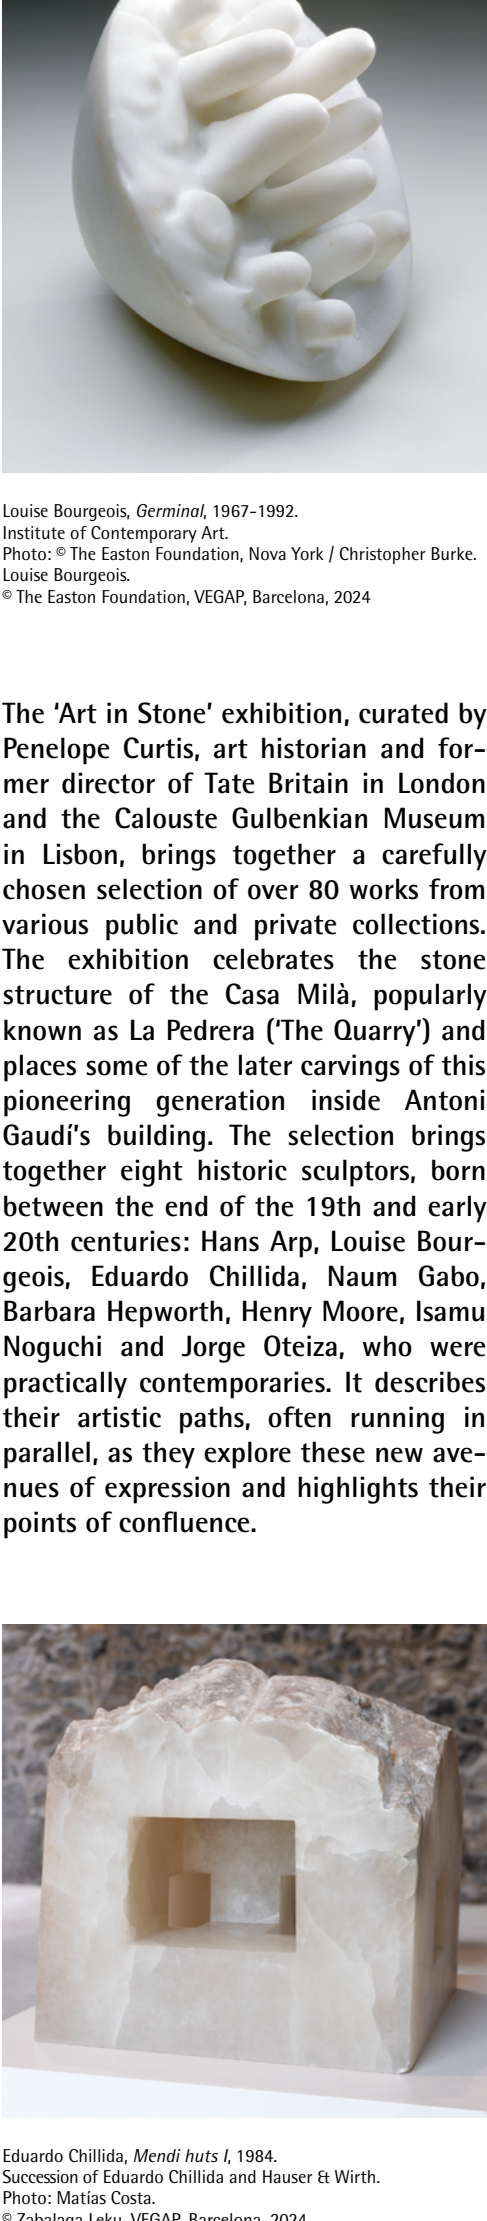 Louise Bourgeois, Germinal, 1967-1992.
Institute of Contemporary Art.
Photo: © The Easton Foundation, Nova York / Christopher Burke.
Louise Bourgeois.
© The Easton Foundation, VEGAP, Barcelona, 2024
The ‘Art in Stone’ exhibition, curated by
Penelope Curtis, art historian and for-
mer director of Tate Britain in London
and the Calouste Gulbenkian Museum
in Lisbon, brings together a carefully
chosen selection of over 80 works from
various public and private collections.
The exhibition celebrates the stone
structure of the Casa Milà, popularly
known as La Pedrera (‘The Quarry’) and
places some of the later carvings of this
pioneering generation inside Antoni
Gaudí’s building. The selection brings
together eight historic sculptors, born
between the end of the 19th and early
20th centuries: Hans Arp, Louise Bour-
geois, Eduardo Chillida, Naum Gabo,
Barbara Hepworth, Henry Moore, Isamu
Noguchi and Jorge Oteiza, who were
practically contemporaries. It describes
their artistic paths, often running in
parallel, as they explore these new ave-
nues of expression and highlights their
points of confluence.
Eduardo Chillida, Mendi huts I, 1984.
Succession of Eduardo Chillida and Hauser & Wirth.
Photo: Matías Costa.
© Zabalaga Leku, VEGAP, Barcelona, 2024